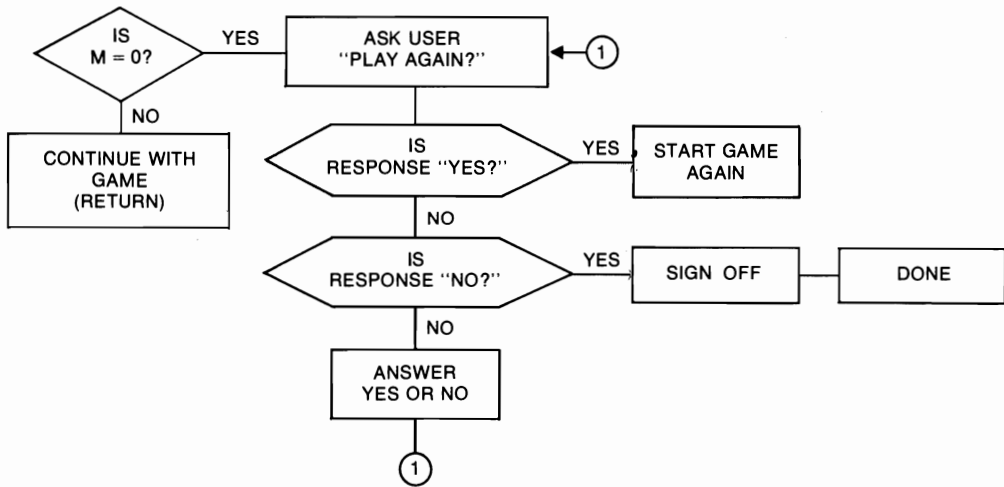 IS
M = 0?
YES
ASK USER
"PLAY AGAIN?"
1
NO
CONTINUE WITH
GAME
(RETURN)
IS
RESPONSE "YES?"
YES
START GAME
AGAIN
NO
IS
RESPONSE "NO?"
YES
SIGN OFF
DONE
NO
ANSWER
YES OR NO
1